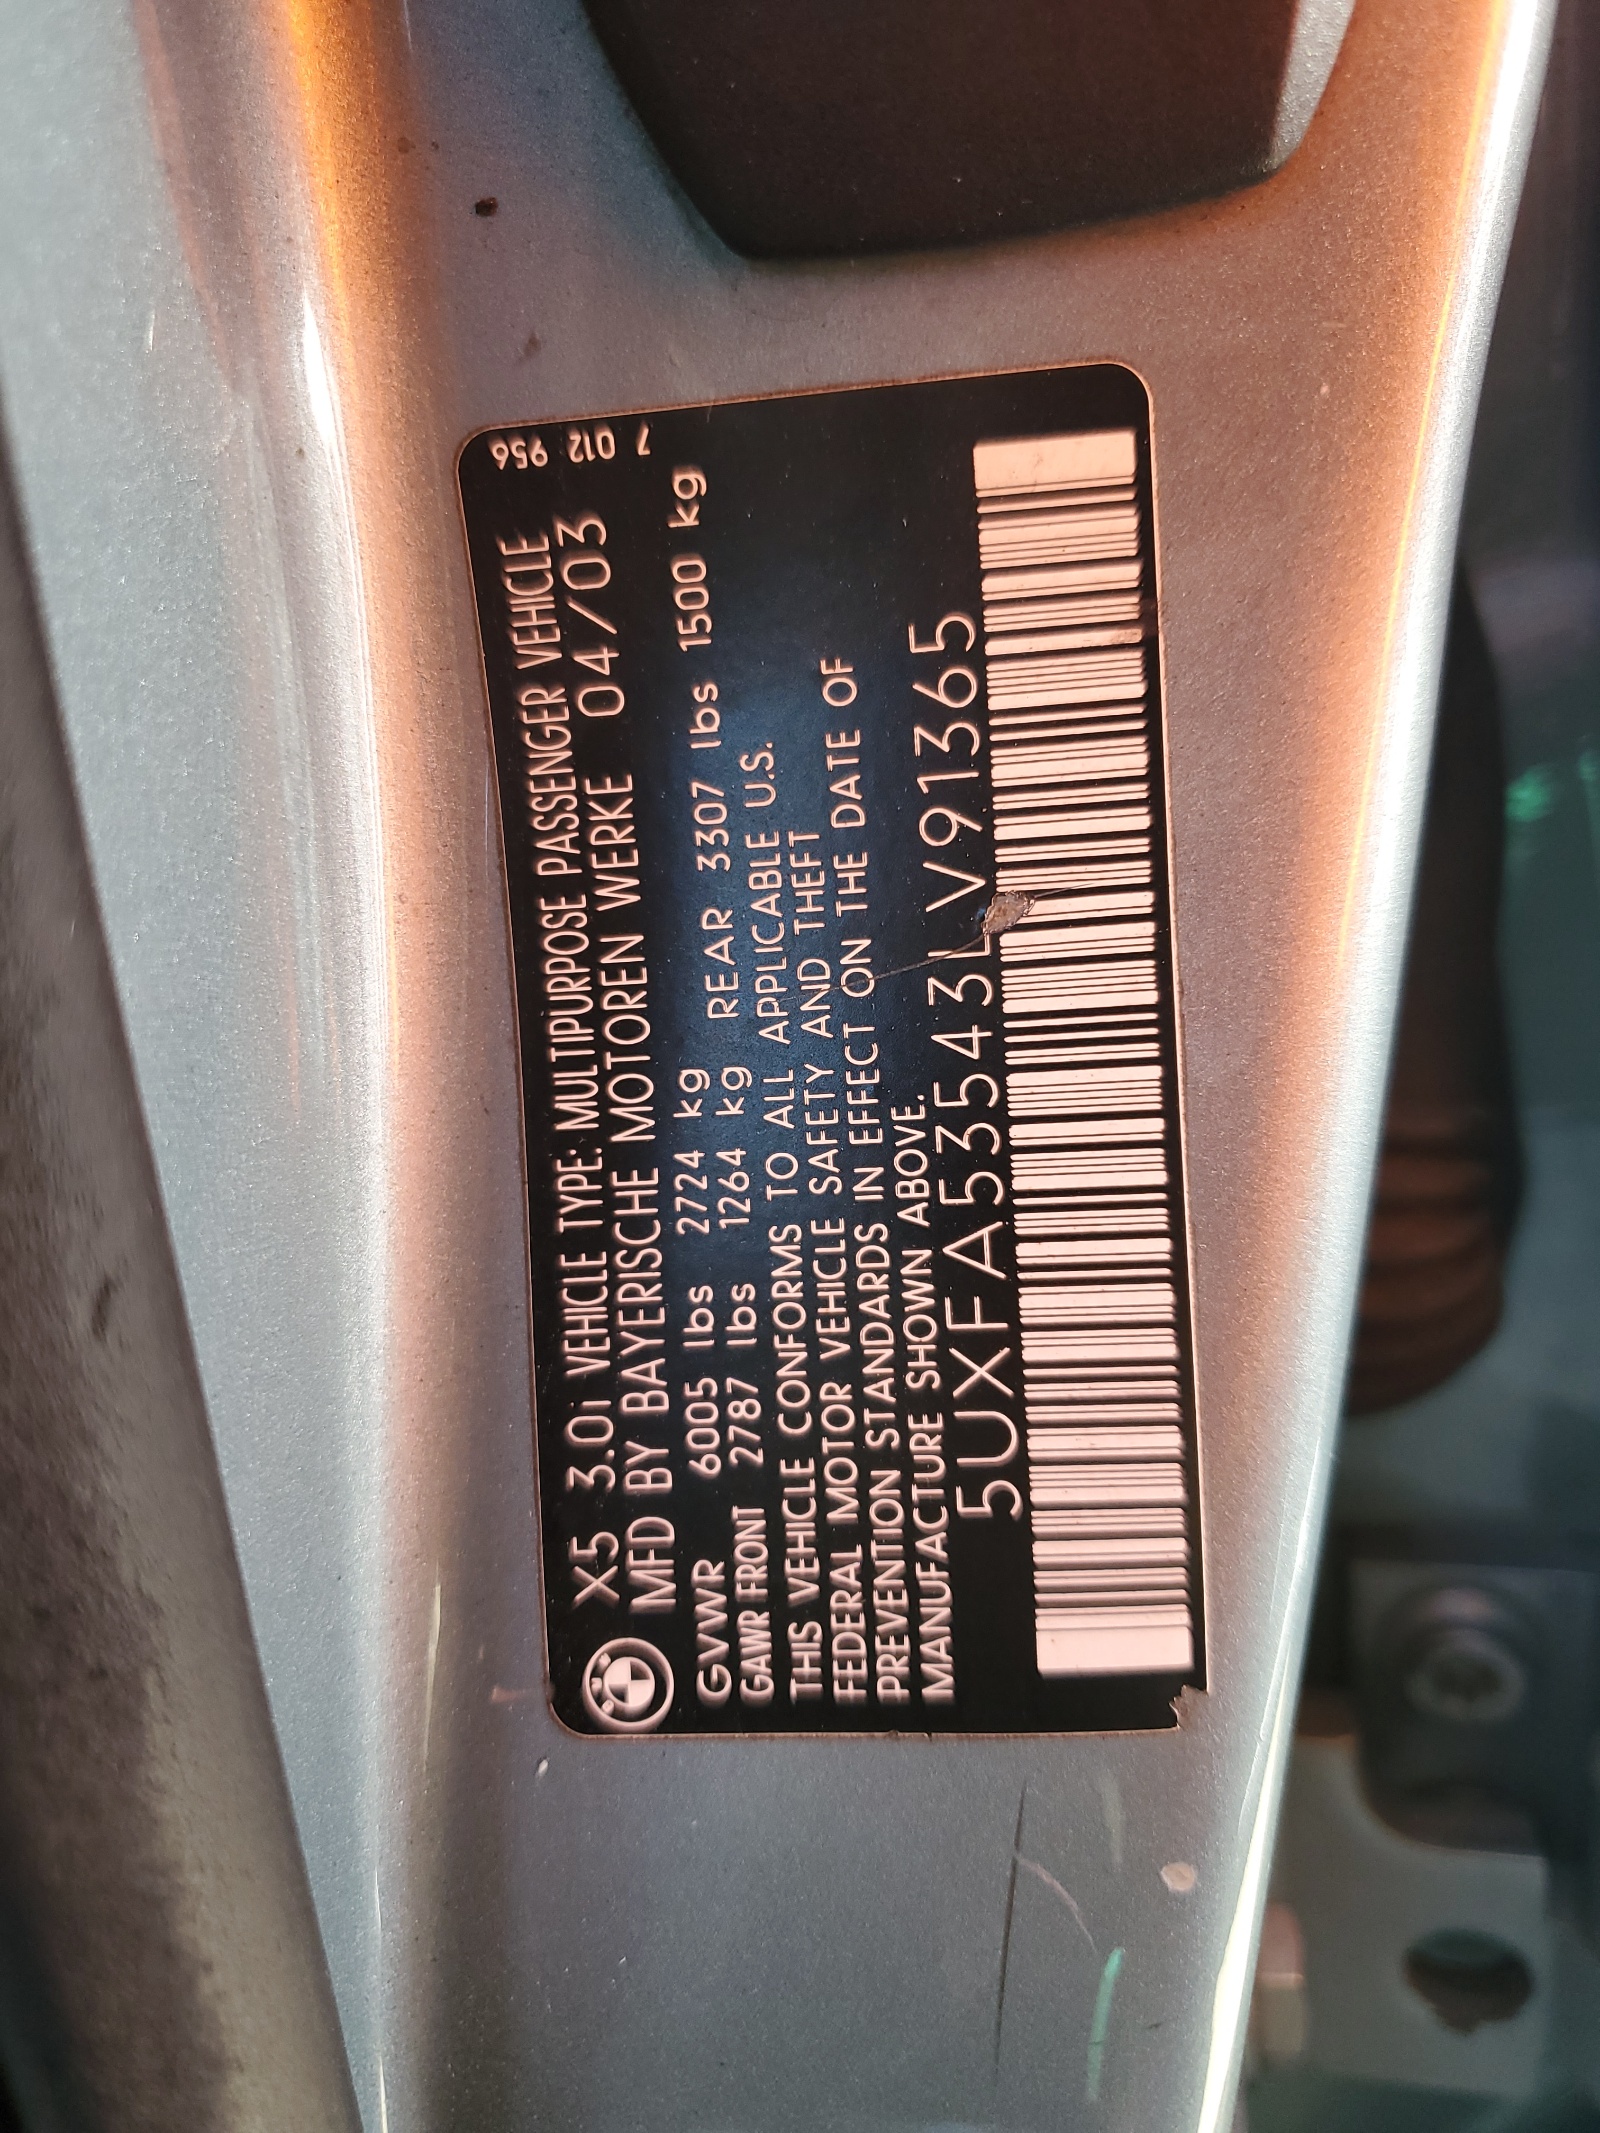 X5 3.0i VEHICLE TYPE: MULTIPURPOSE PASSENGER VEHICLE
MFD BY BAYERISCHE MOTOREN WERKE 04/03
7 012 956
GVWR 6005 lbs 2724 kg
GAWR FRONT 2787 lbs 1264 kg REAR 3307 lbs 1500 kg
THIS VEHICLE CONFORMS TO ALL APPLICABLE U.S.
FEDERAL MOTOR VEHICLE SAFETY AND THEFT
PREVENTION STANDARDS IN EFFECT ON THE DATE OF
MANUFACTURE SHOWN ABOVE.
5UXFA53543LV91365